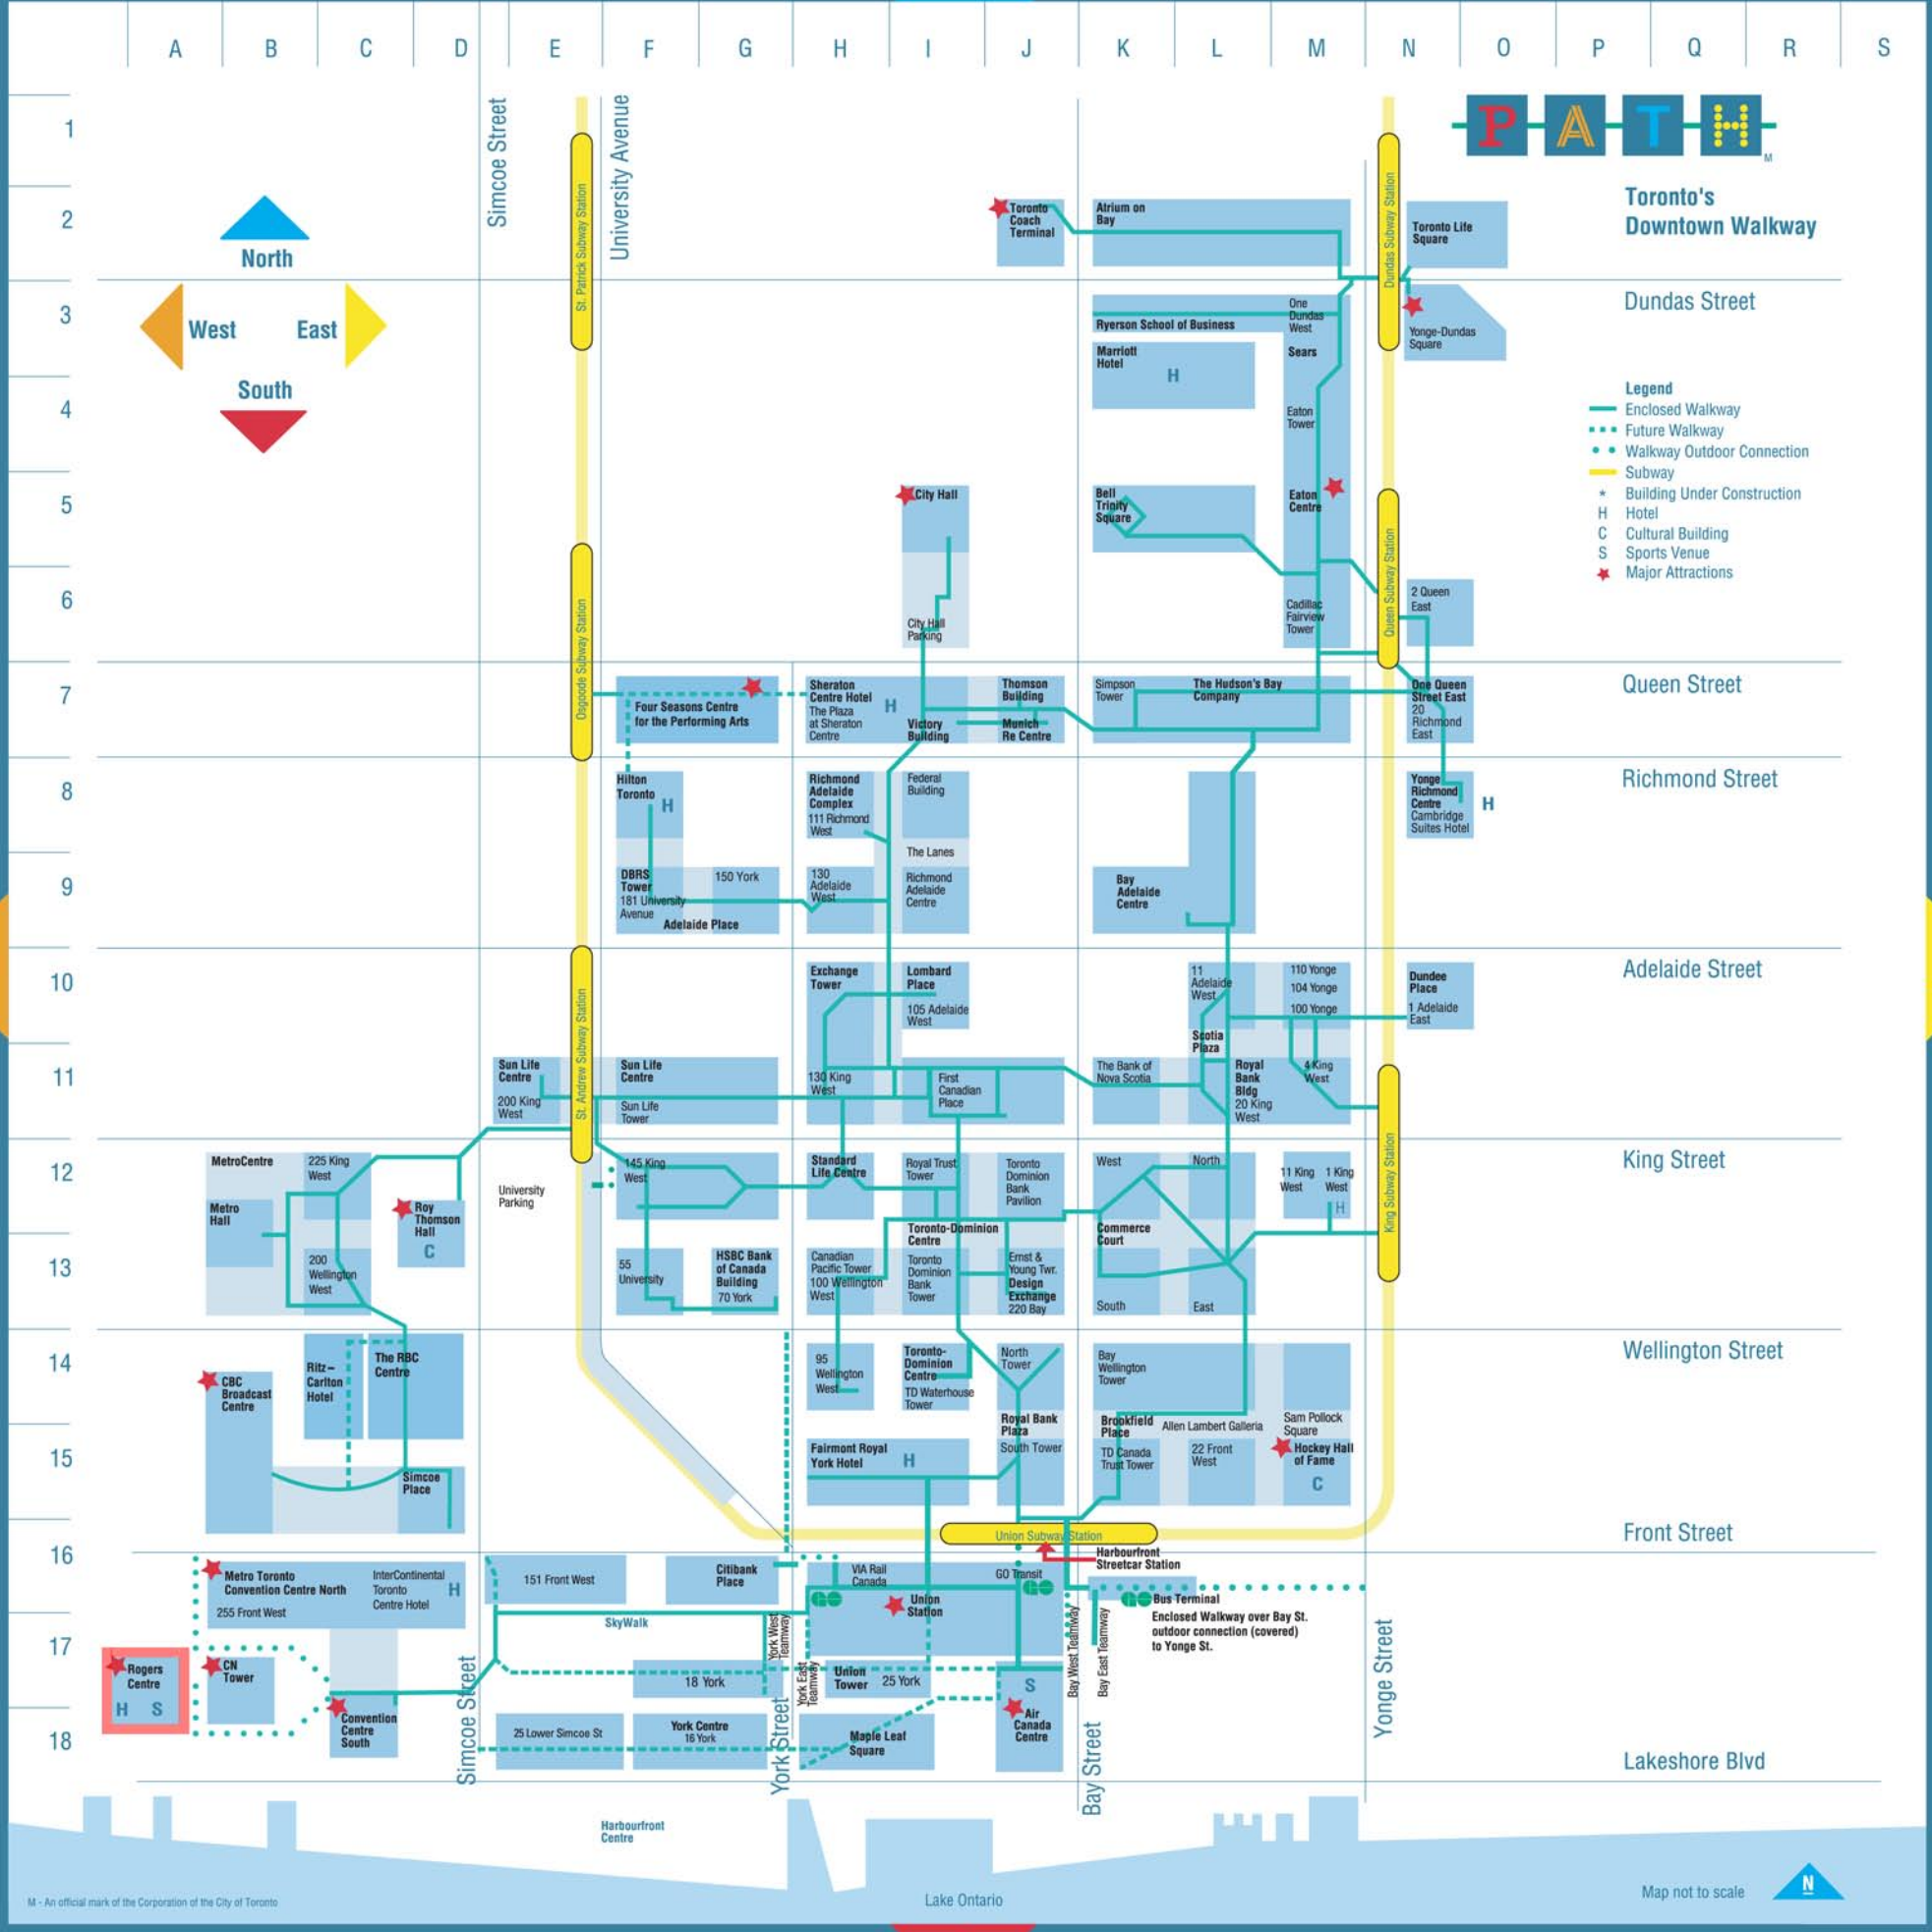 A B C D E F G H I J K L M N O P Q R S
1
2
3
4
5
6
7
8
9
10
11
12
13
14
15
16
17
18
PATH
M
Toronto's
Downtown Walkway
North
West
East
South
Simcoe Street
University Avenue
St. Patrick Subway Station
Dundas Subway Station
Toronto
Coach
Terminal
Atrium on
Bay
Toronto Life
Square
Dundas Street
One
Dundas
West
Ryerson School of Business
Yonge-Dundas
Square
Marriott
Hotel
H
Sears
Eaton
Tower
Legend
Enclosed Walkway
Future Walkway
Walkway Outdoor Connection
Subway
* Building Under Construction
H Hotel
C Cultural Building
S Sports Venue
Major Attractions
City Hall
Bell
Trinity
Square
Eaton
Centre
Osgoode Subway Station
Queen Subway Station
City Hall
Parking
Cadillac
Fairview
Tower
2 Queen
East
Queen Street
Four Seasons Centre
for the Performing Arts
Sheraton
Centre Hotel
The Plaza
at Sheraton
Centre
H
Victory
Building
Thomson
Building
Munich
Re Centre
Simpson
Tower
The Hudson's Bay
Company
One Queen
Street East
20
Richmond
East
Richmond Street
Hilton
Toronto
H
Richmond
Adelaide
Complex
111 Richmond
West
Federal
Building
The Lanes
Yonge
Richmond
Centre
Cambridge
Suites Hotel
H
DBRS
Tower
181 University
Avenue
150 York
Adelaide Place
130
Adelaide
West
Richmond
Adelaide
Centre
Bay
Adelaide
Centre
Adelaide Street
St. Andrew Subway Station
Exchange
Tower
Lombard
Place
105 Adelaide
West
11
Adelaide
West
110 Yonge
104 Yonge
100 Yonge
Dundee
Place
1 Adelaide
East
Scotia
Plaza
Sun Life
Centre
200 King
West
Sun Life
Centre
Sun Life
Tower
130 King
West
First
Canadian
Place
The Bank of
Nova Scotia
Royal
Bank
Bldg
20 King
West
4 King
West
King Street
King Subway Station
MetroCentre
225 King
West
Metro
Hall
Roy
Thomson
Hall
C
200
Wellington
West
University
Parking
145 King
West
Standard
Life Centre
Royal Trust
Tower
Toronto
Dominion
Bank
Pavilion
Toronto-Dominion
Centre
West
North
Commerce
Court
South
East
11 King
West
1 King
West
H
55
University
HSBC Bank
of Canada
Building
70 York
Canadian
Pacific Tower
100 Wellington
West
Toronto
Dominion
Bank
Tower
Ernst &
Young Twr.
Design
Exchange
220 Bay
Wellington Street
CBC
Broadcast
Centre
Ritz–
Carlton
Hotel
The RBC
Centre
95
Wellington
West
Toronto-
Dominion
Centre
TD Waterhouse
Tower
North
Tower
Royal Bank
Plaza
South Tower
Bay
Wellington
Tower
Brookfield
Place
Allen Lambert Galleria
Sam Pollock
Square
TD Canada
Trust Tower
22 Front
West
Hockey Hall
of Fame
C
Simcoe
Place
Fairmont Royal
York Hotel
H
Union Subway Station
Front Street
Harbourfront
Streetcar Station
Metro Toronto
Convention Centre North
255 Front West
InterContinental
Toronto
Centre Hotel
H
151 Front West
Citibank
Place
VIA Rail
Canada
GO Transit
Union
Station
Bus Terminal
Enclosed Walkway over Bay St.
outdoor connection (covered)
to Yonge St.
SkyWalk
York West
Teamway
York East
Teamway
Bay West Teamway
Bay East Teamway
Rogers
Centre
H S
CN
Tower
Convention
Centre
South
18 York
Union
Tower
25 York
S
Air
Canada
Centre
25 Lower Simcoe St
York Centre
16 York
Maple Leaf
Square
Simcoe Street
York Street
Bay Street
Yonge Street
Lakeshore Blvd
Harbourfront
Centre
Lake Ontario
M - An official mark of the Corporation of the City of Toronto
Map not to scale
N